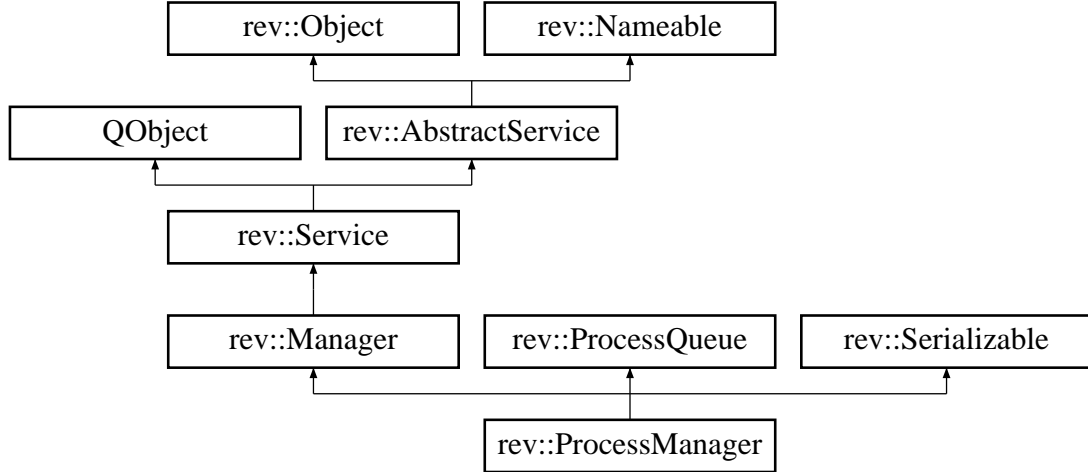 rev::Object
rev::Nameable
QObject
rev::AbstractService
rev::Service
rev::Manager
rev::ProcessQueue
rev::Serializable
rev::ProcessManager